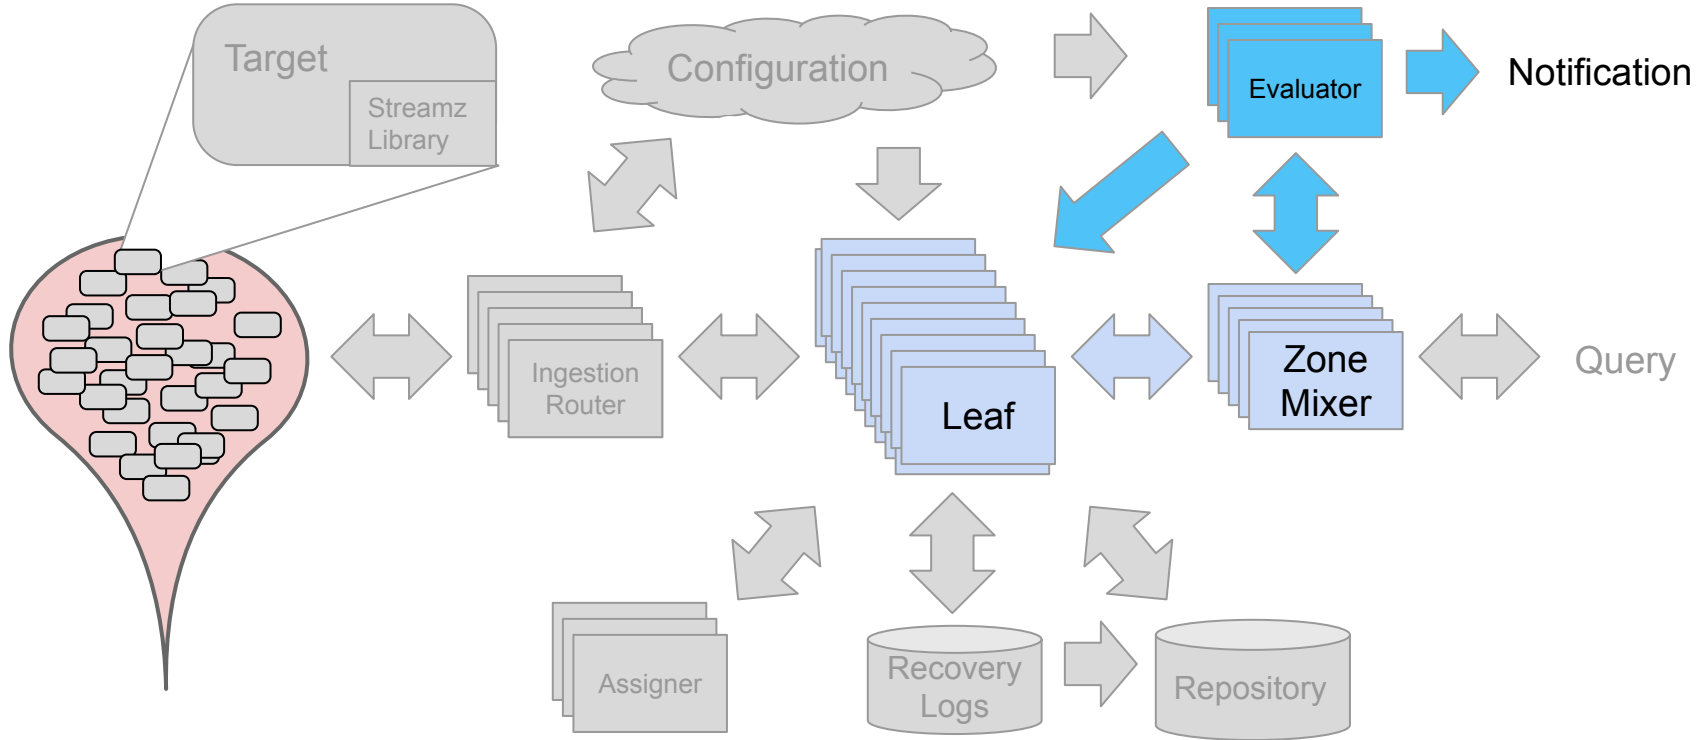 Target
Streamz
Library
Configuration
Evaluator
Notification
Ingestion
Router
Leaf
Zone
Mixer
Query
Assigner
Recovery
Logs
Repository